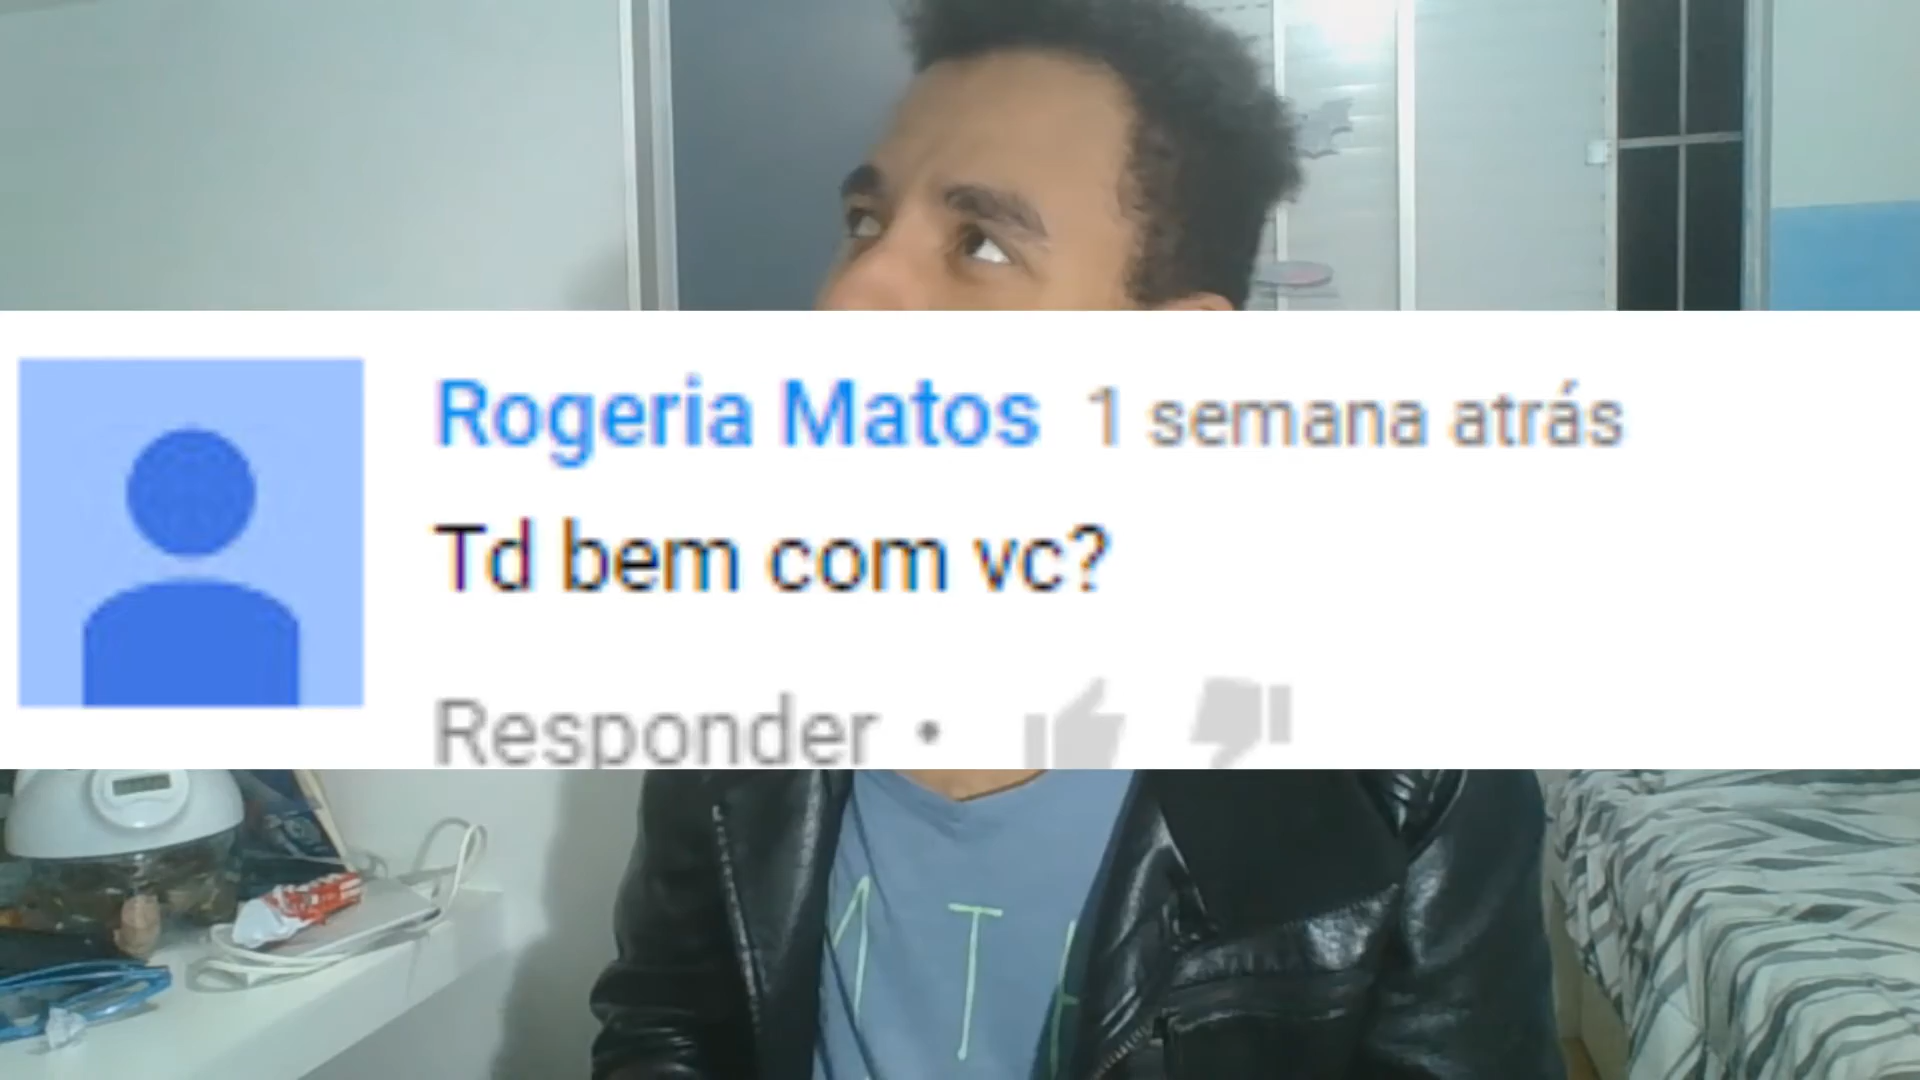 Rogeria Matos 1 semana atrás
Td bem com vc?
Responder •